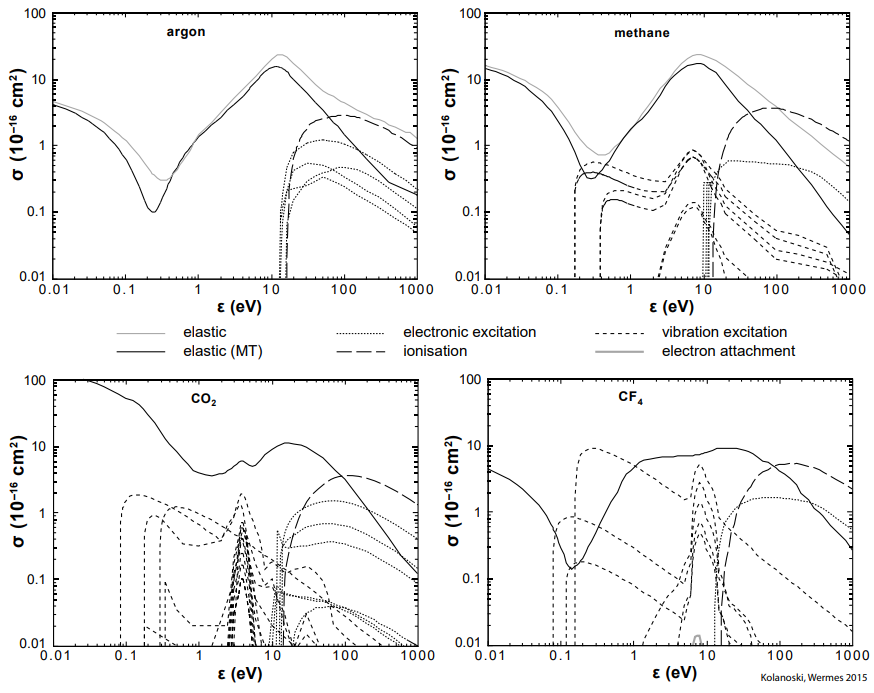 argon
σ (10⁻¹⁶ cm²)
100
10
1
0.1
0.01
0.01 0.1 1 10 100 1000
ε (eV)
methane
σ (10⁻¹⁶ cm²)
100
10
1
0.1
0.01
0.01 0.1 1 10 100 1000
ε (eV)
elastic electronic excitation vibration excitation
elastic (MT) ionisation electron attachment
CO₂
σ (10⁻¹⁶ cm²)
100
10
1
0.1
0.01
0.01 0.1 1 10 100 1000
ε (eV)
CF₄
σ (10⁻¹⁶ cm²)
100
10
1
0.1
0.01
0.01 0.1 1 10 100 1000
ε (eV)
Kolanoski, Wermes 2015